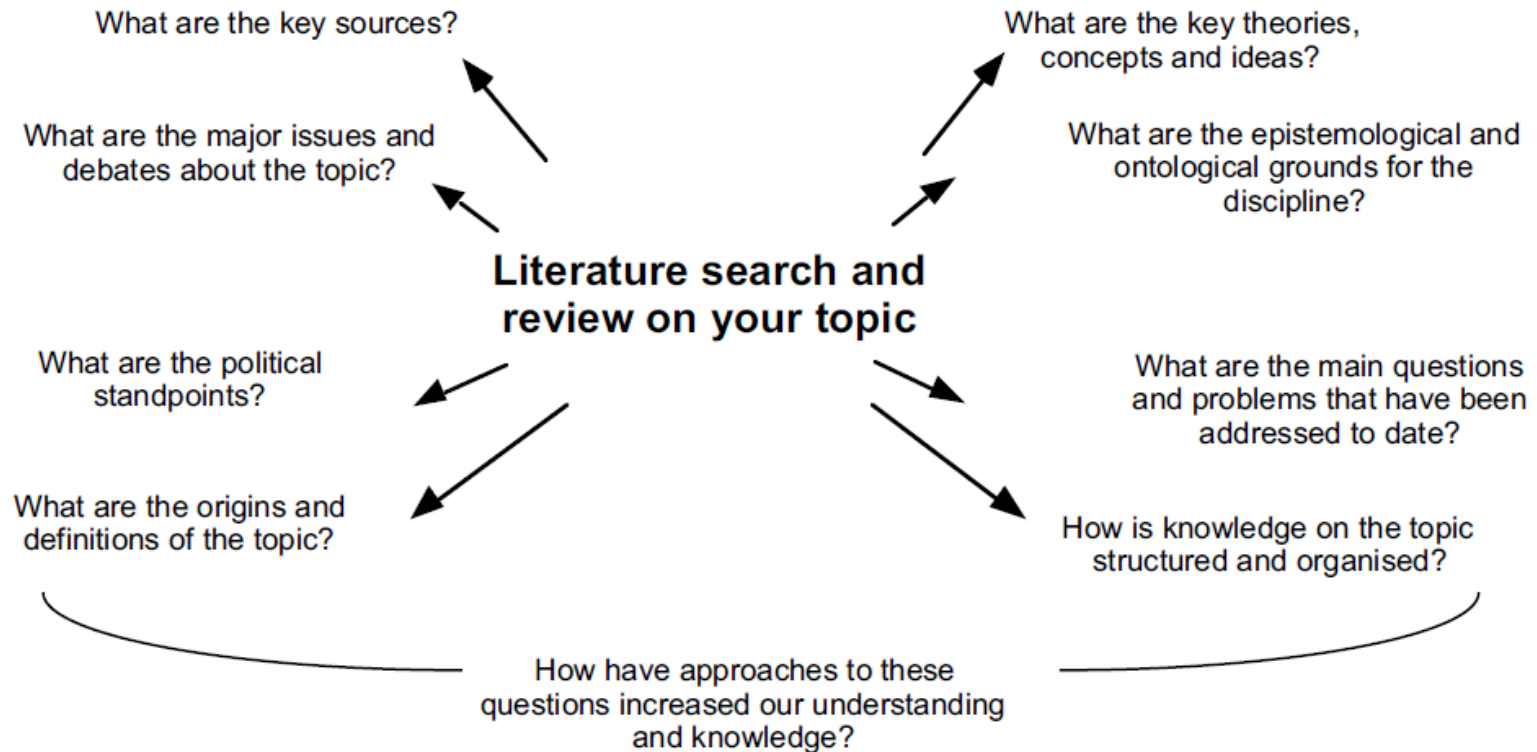 What are the key sources?
What are the key theories,
concepts and ideas?
What are the major issues and
debates about the topic?
What are the epistemological and
ontological grounds for the
discipline?
Literature search and
review on your topic
What are the political
standpoints?
What are the main questions
and problems that have been
addressed to date?
What are the origins and
definitions of the topic?
How is knowledge on the topic
structured and organised?
How have approaches to these
questions increased our understanding
and knowledge?